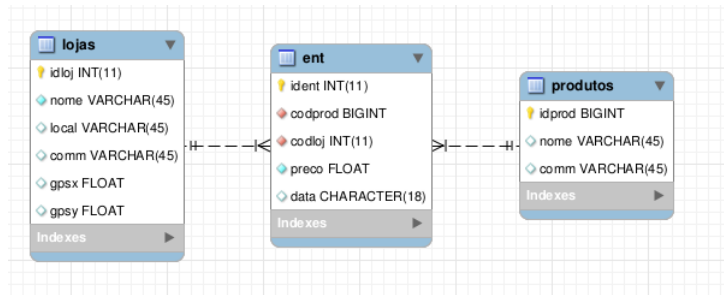 lojas
idloj INT(11)
nome VARCHAR(45)
local VARCHAR(45)
comm VARCHAR(45)
gpsx FLOAT
gpsy FLOAT
Indexes
ent
ident INT(11)
codprod BIGINT
codloj INT(11)
preco FLOAT
data CHARACTER(18)
Indexes
produtos
idprod BIGINT
nome VARCHAR(45)
comm VARCHAR(45)
Indexes